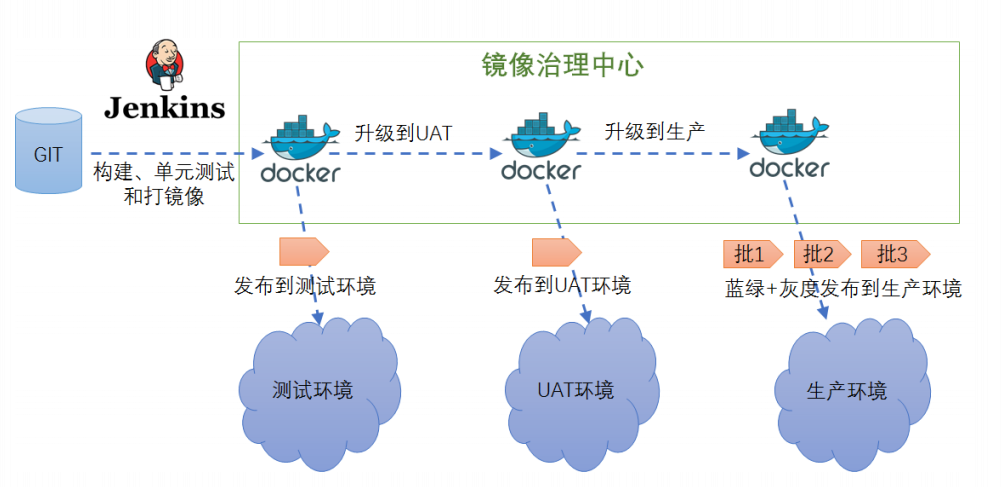 镜像治理中心
Jenkins
GIT
构建、单元测试
和打镜像
docker
升级到UAT
docker
升级到生产
docker
发布到测试环境
发布到UAT环境
批1
批2
批3
蓝绿+灰度发布到生产环境
测试环境
UAT环境
生产环境